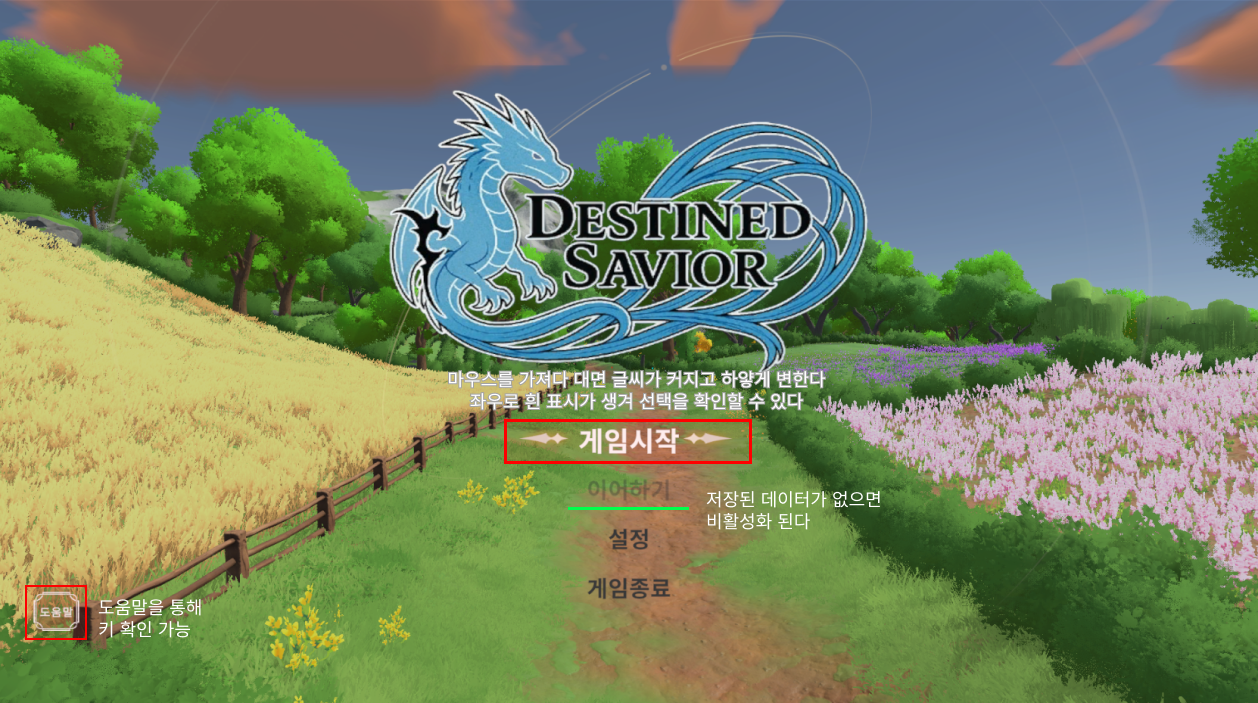 DESTINED
SAVIOR
마우스를 가져다 대면 글씨가 커지고 하얗게 변한다
좌우로 흰 표시가 생겨 선택을 확인할 수 있다
게임시작
이어하기
저장된 데이터가 없으면
비활성화 된다
설정
게임종료
도움말
도움말을 통해
키 확인 가능